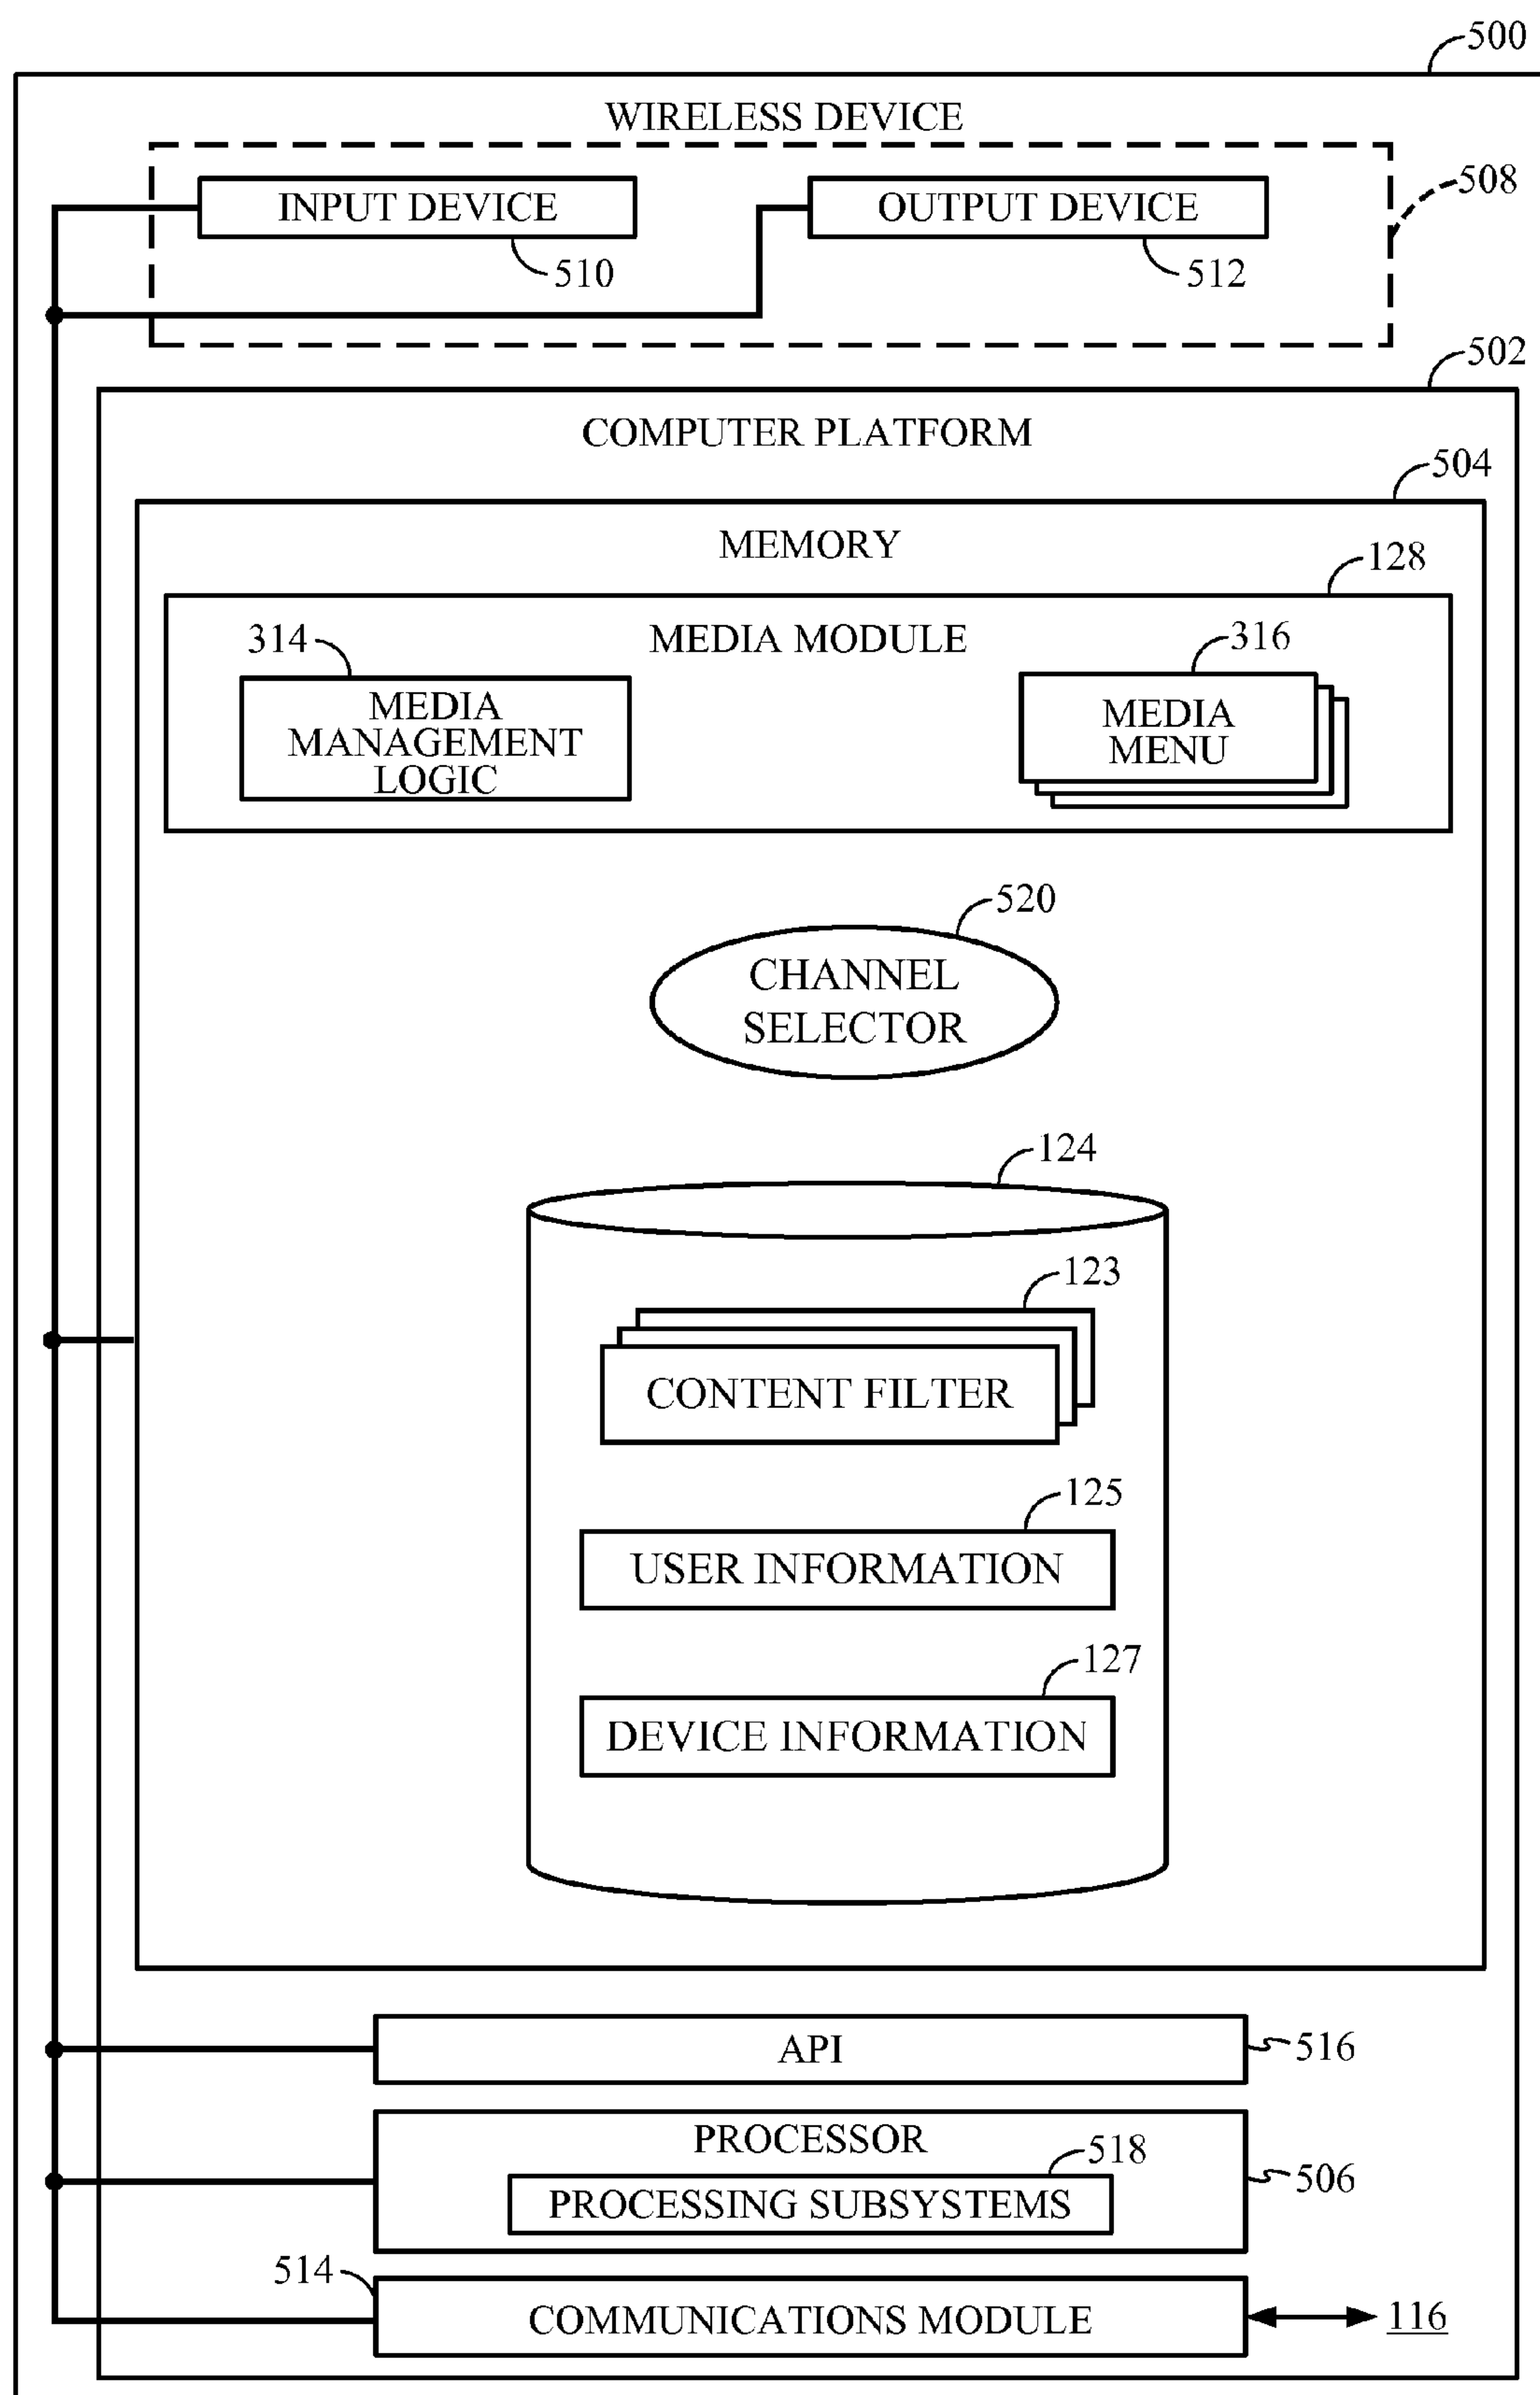 500
WIRELESS DEVICE
INPUT DEVICE
OUTPUT DEVICE
508
510
512
502
COMPUTER PLATFORM
504
MEMORY
128
314
MEDIA MODULE
316
MEDIA
MANAGEMENT
LOGIC
MEDIA
MENU
520
CHANNEL
SELECTOR
124
123
CONTENT FILTER
125
USER INFORMATION
127
DEVICE INFORMATION
API
516
PROCESSOR
518
PROCESSING SUBSYSTEMS
506
514
COMMUNICATIONS MODULE
116